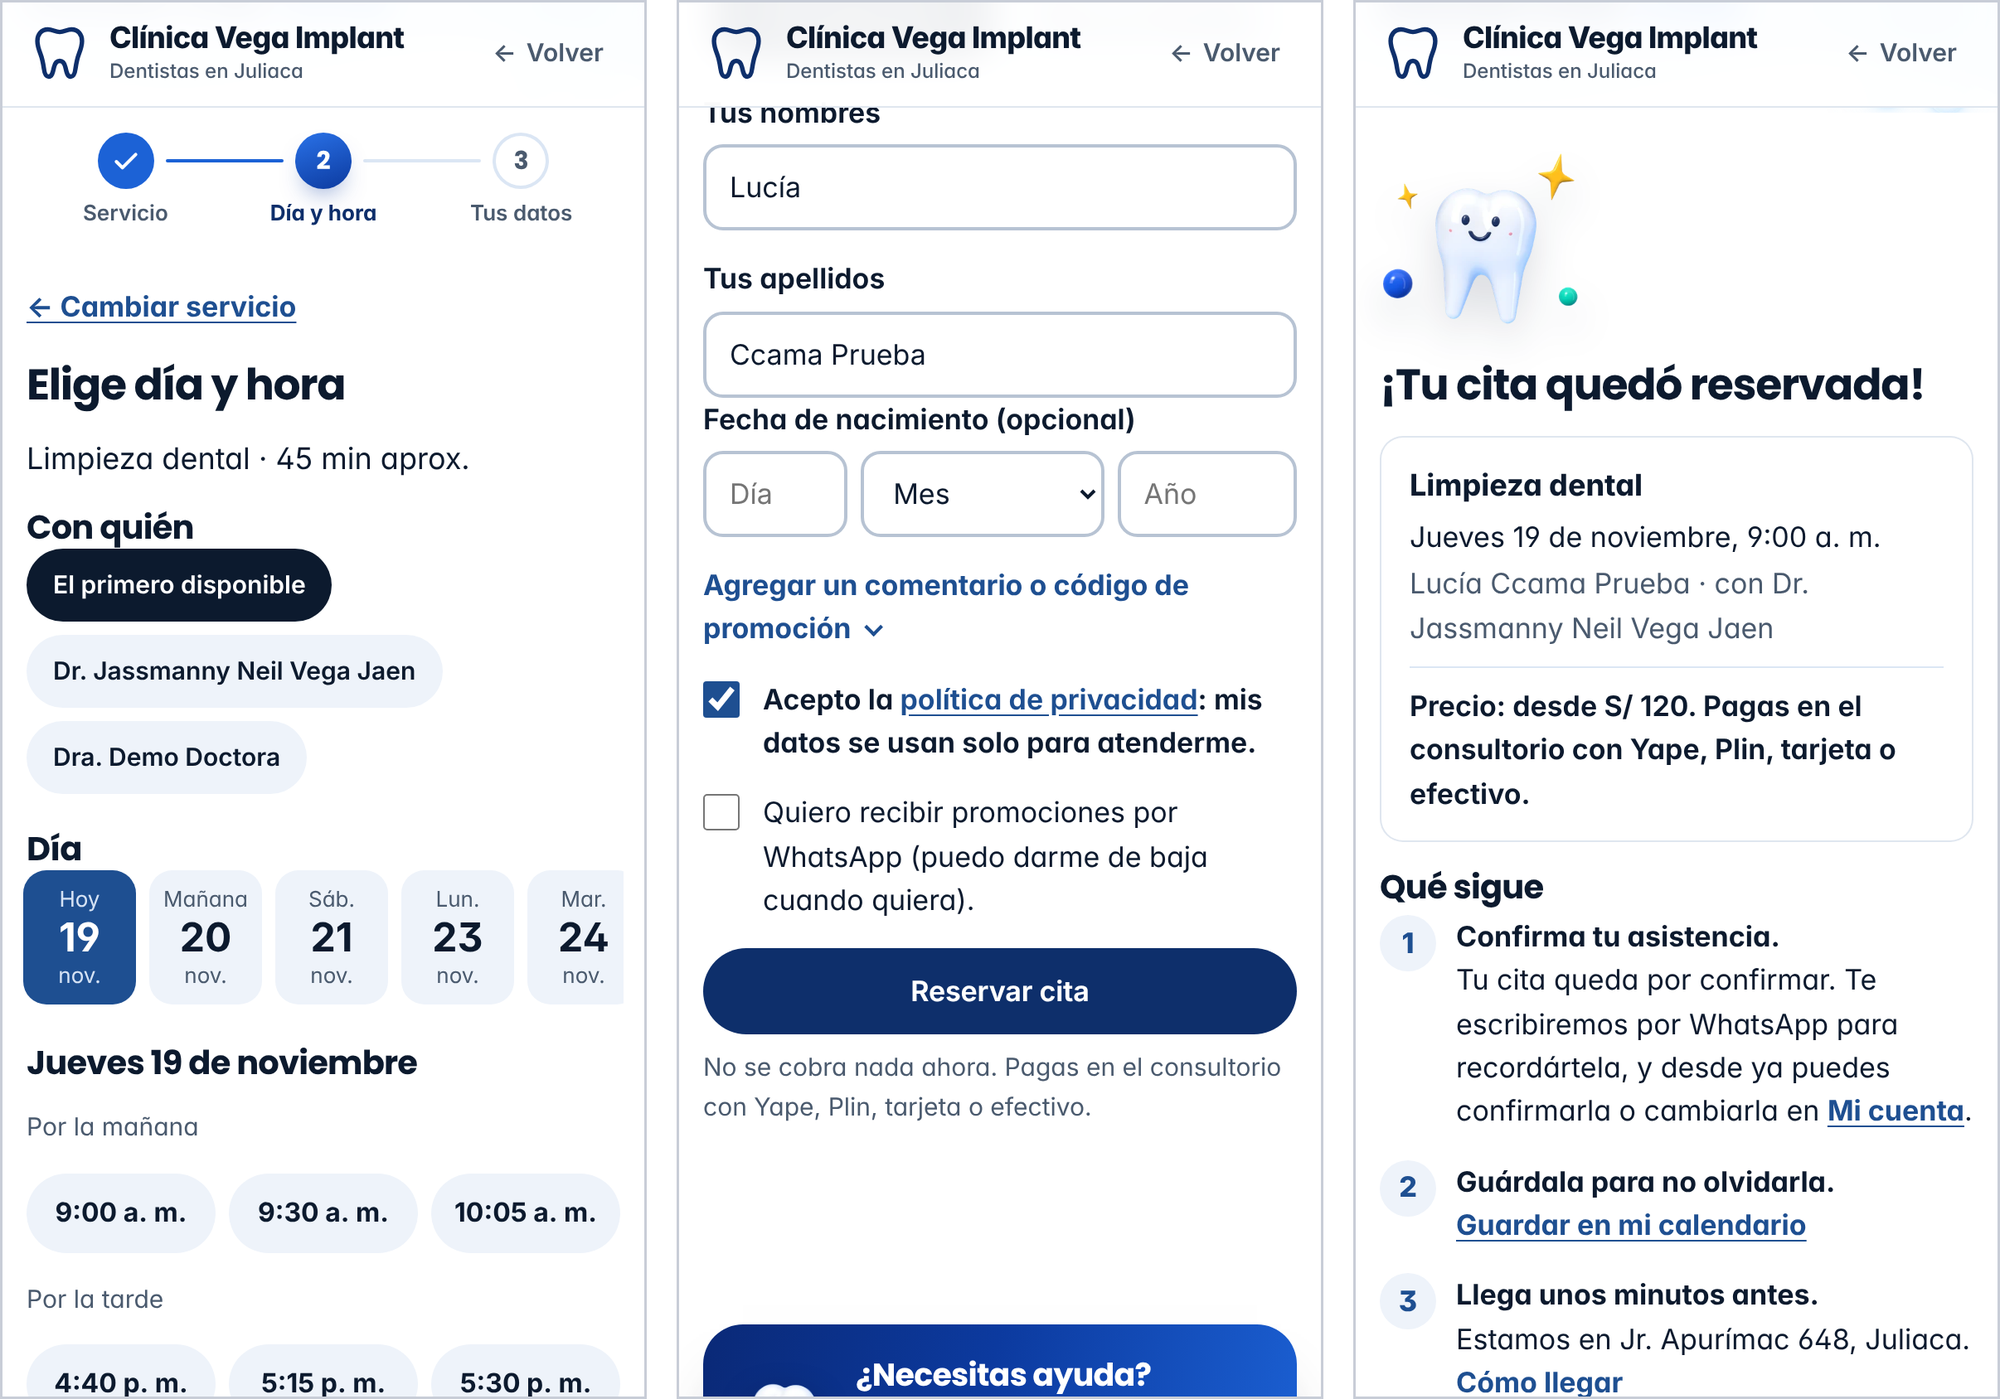 Clínica Vega Implant
Dentistas en Juliaca
← Volver
2
3
Servicio
Día y hora
Tus datos
← Cambiar servicio
Elige día y hora
Limpieza dental · 45 min aprox.
Con quién
El primero disponible
Dr. Jassmanny Neil Vega Jaen
Dra. Demo Doctora
Día
Hoy
19
nov.
Mañana
20
nov.
Sáb.
21
nov.
Lun.
23
nov.
Mar.
24
nov.
Jueves 19 de noviembre
Por la mañana
9:00 a. m.
9:30 a. m.
10:05 a. m.
Por la tarde
4:40 p. m.
5:15 p. m.
5:30 p. m.
Clínica Vega Implant
Dentistas en Juliaca
← Volver
Tus nombres
Lucía
Tus apellidos
Ccama Prueba
Fecha de nacimiento (opcional)
Día
Mes
Año
Agregar un comentario o código de
promoción
Acepto la política de privacidad: mis
datos se usan solo para atenderme.
Quiero recibir promociones por
WhatsApp (puedo darme de baja
cuando quiera).
Reservar cita
No se cobra nada ahora. Pagas en el consultorio
con Yape, Plin, tarjeta o efectivo.
¿Necesitas ayuda?
Clínica Vega Implant
Dentistas en Juliaca
← Volver
¡Tu cita quedó reservada!
Limpieza dental
Jueves 19 de noviembre, 9:00 a. m.
Lucía Ccama Prueba · con Dr.
Jassmanny Neil Vega Jaen
Precio: desde S/ 120. Pagas en el
consultorio con Yape, Plin, tarjeta o
efectivo.
Qué sigue
1
Confirma tu asistencia.
Tu cita queda por confirmar. Te
escribiremos por WhatsApp para
recordártela, y desde ya puedes
confirmarla o cambiarla en Mi cuenta.
2
Guárdala para no olvidarla.
Guardar en mi calendario
3
Llega unos minutos antes.
Estamos en Jr. Apurímac 648, Juliaca.
Cómo llegar